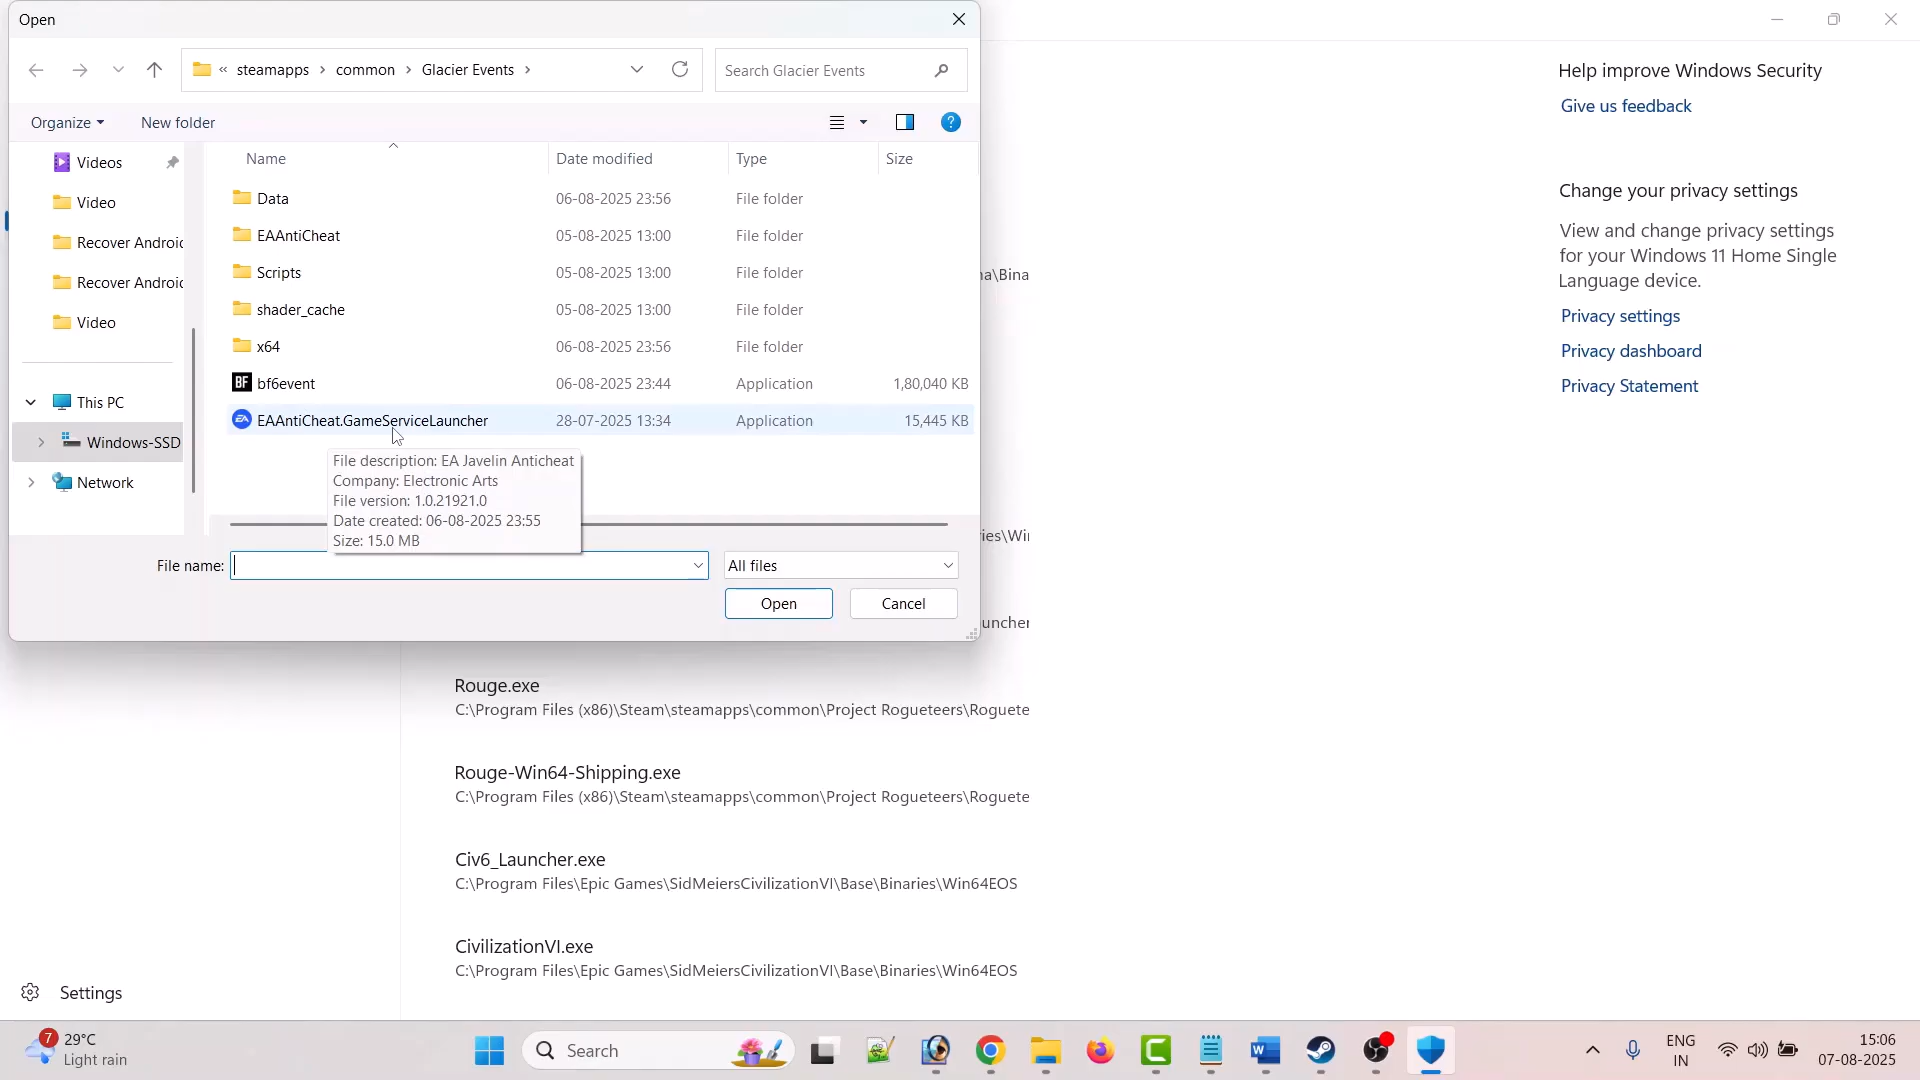 Open
« steamapps › common › Glacier Events ›
Search Glacier Events
Organize
New folder
?
Name
Date modified
Type
Size
Videos
Video
Recover Androi
Recover Androi
Video
This PC
Windows-SSD
Network
Data 06-08-2025 23:56 File folder
EAAntiCheat 05-08-2025 13:00 File folder
Scripts 05-08-2025 13:00 File folder
shader_cache 05-08-2025 13:00 File folder
x64 06-08-2025 23:56 File folder
BF bf6event 06-08-2025 23:44 Application 1,80,040 KB
EA EAAntiCheat.GameServiceLauncher 28-07-2025 13:34 Application 15,445 KB
File description: EA Javelin Anticheat
Company: Electronic Arts
File version: 1.0.21921.0
Date created: 06-08-2025 23:55
Size: 15.0 MB
File name:
All files
Open
Cancel
na\Bina
ies\Wi
uncher
Rouge.exe
C:\Program Files (x86)\Steam\steamapps\common\Project Rogueteers\Roguete
Rouge-Win64-Shipping.exe
C:\Program Files (x86)\Steam\steamapps\common\Project Rogueteers\Roguete
Civ6_Launcher.exe
C:\Program Files\Epic Games\SidMeiersCivilizationVI\Base\Binaries\Win64EOS
CivilizationVI.exe
C:\Program Files\Epic Games\SidMeiersCivilizationVI\Base\Binaries\Win64EOS
Settings
Help improve Windows Security
Give us feedback
Change your privacy settings
View and change privacy settings
for your Windows 11 Home Single
Language device.
Privacy settings
Privacy dashboard
Privacy Statement
7
29°C
Light rain
Search
W
ENG
IN
15:06
07-08-2025